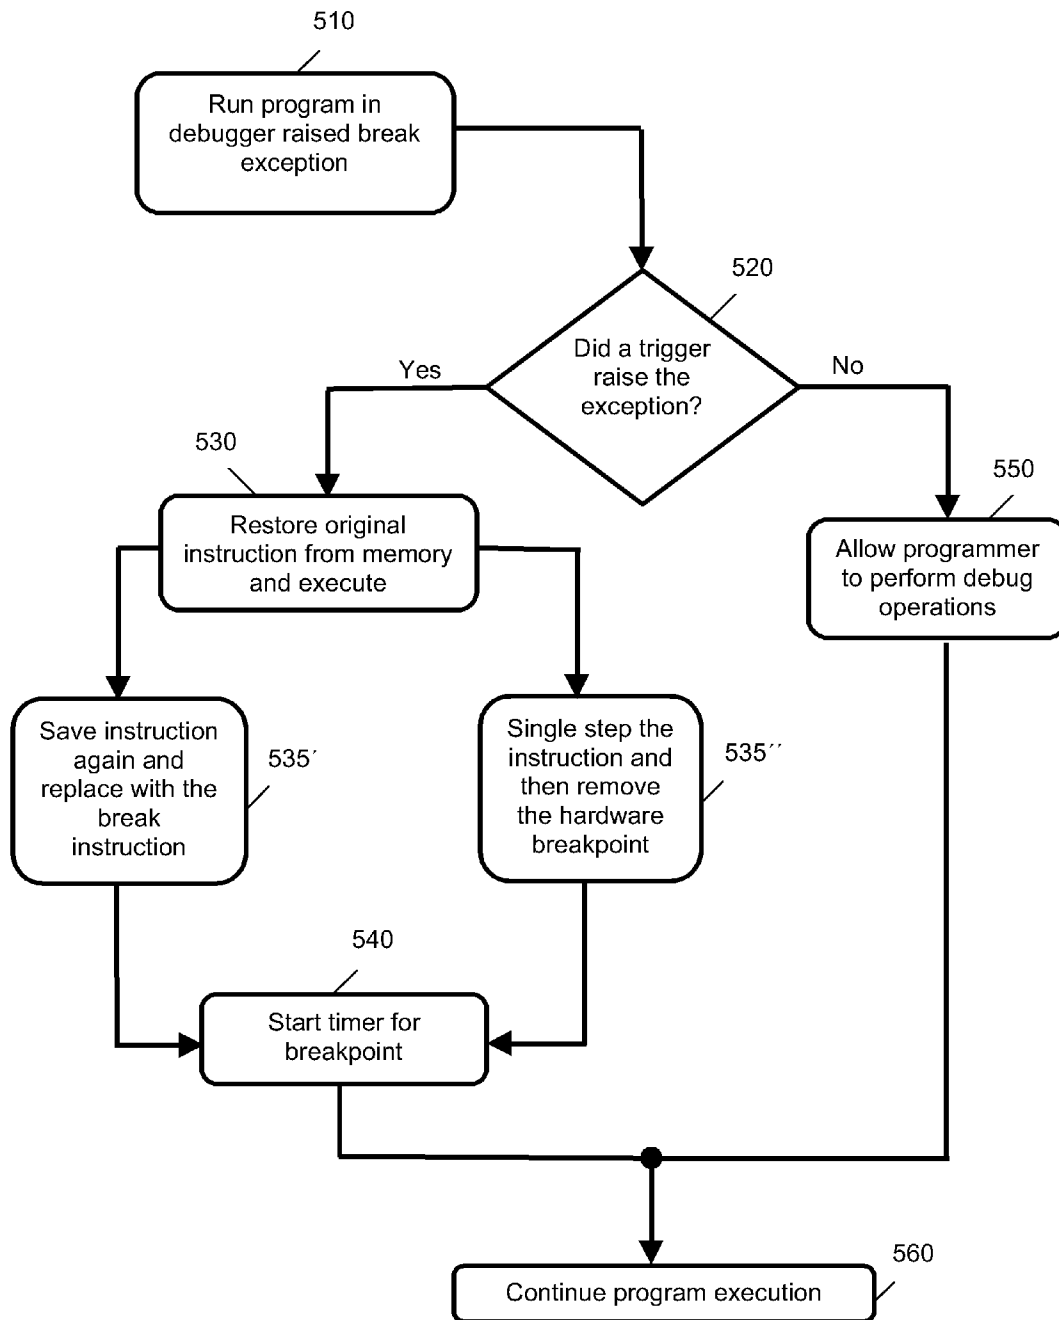 510
Run program in
debugger raised break
exception
520
Did a trigger
raise the
exception?
Yes
No
530
Restore original
instruction from memory
and execute
550
Allow programmer
to perform debug
operations
Save instruction
again and
replace with the
break
instruction
535´
Single step the
instruction and
then remove
the hardware
breakpoint
535´´
540
Start timer for
breakpoint
560
Continue program execution